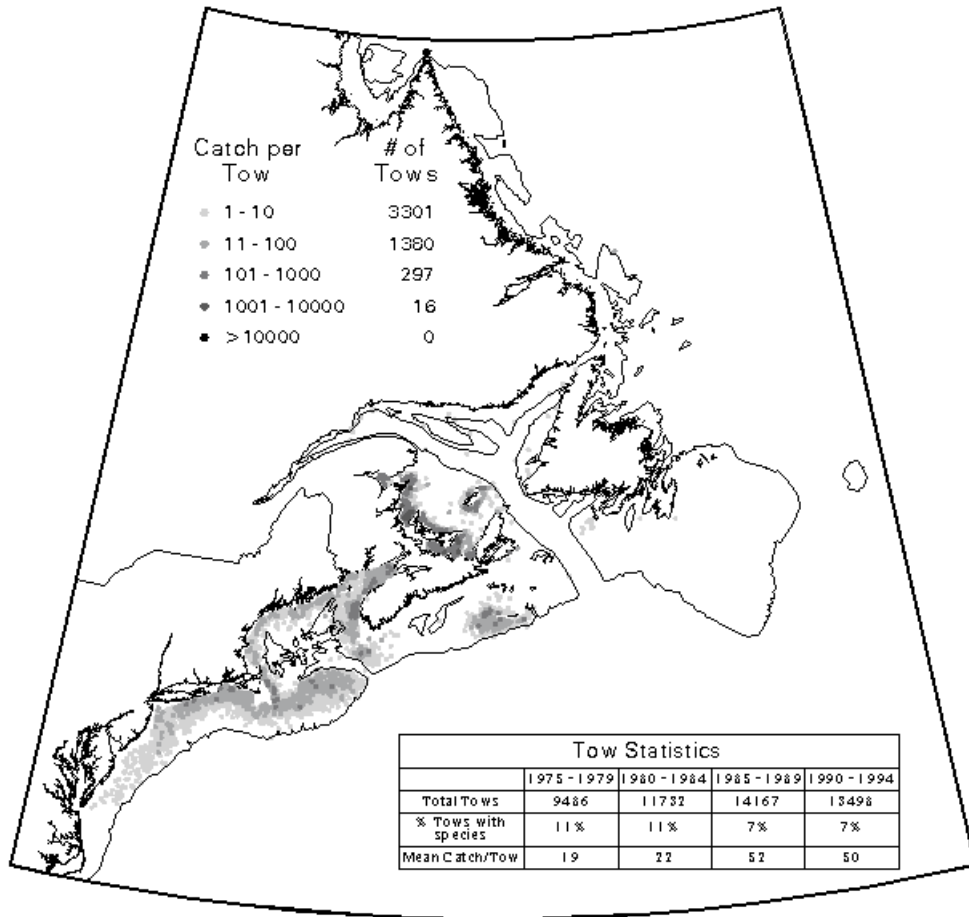 Catch per Tow # of Tows
1 - 10 3301
11 - 100 1380
101 - 1000 297
1001 - 10000 16
> 10000 0
Tow Statistics
1975 - 1979 1980 - 1984 1985 - 1989 1990 - 1994
Total Tows 9486 11732 14167 13498
% Tows with species 11% 11% 7% 7%
Mean Catch/Tow 19 22 52 50